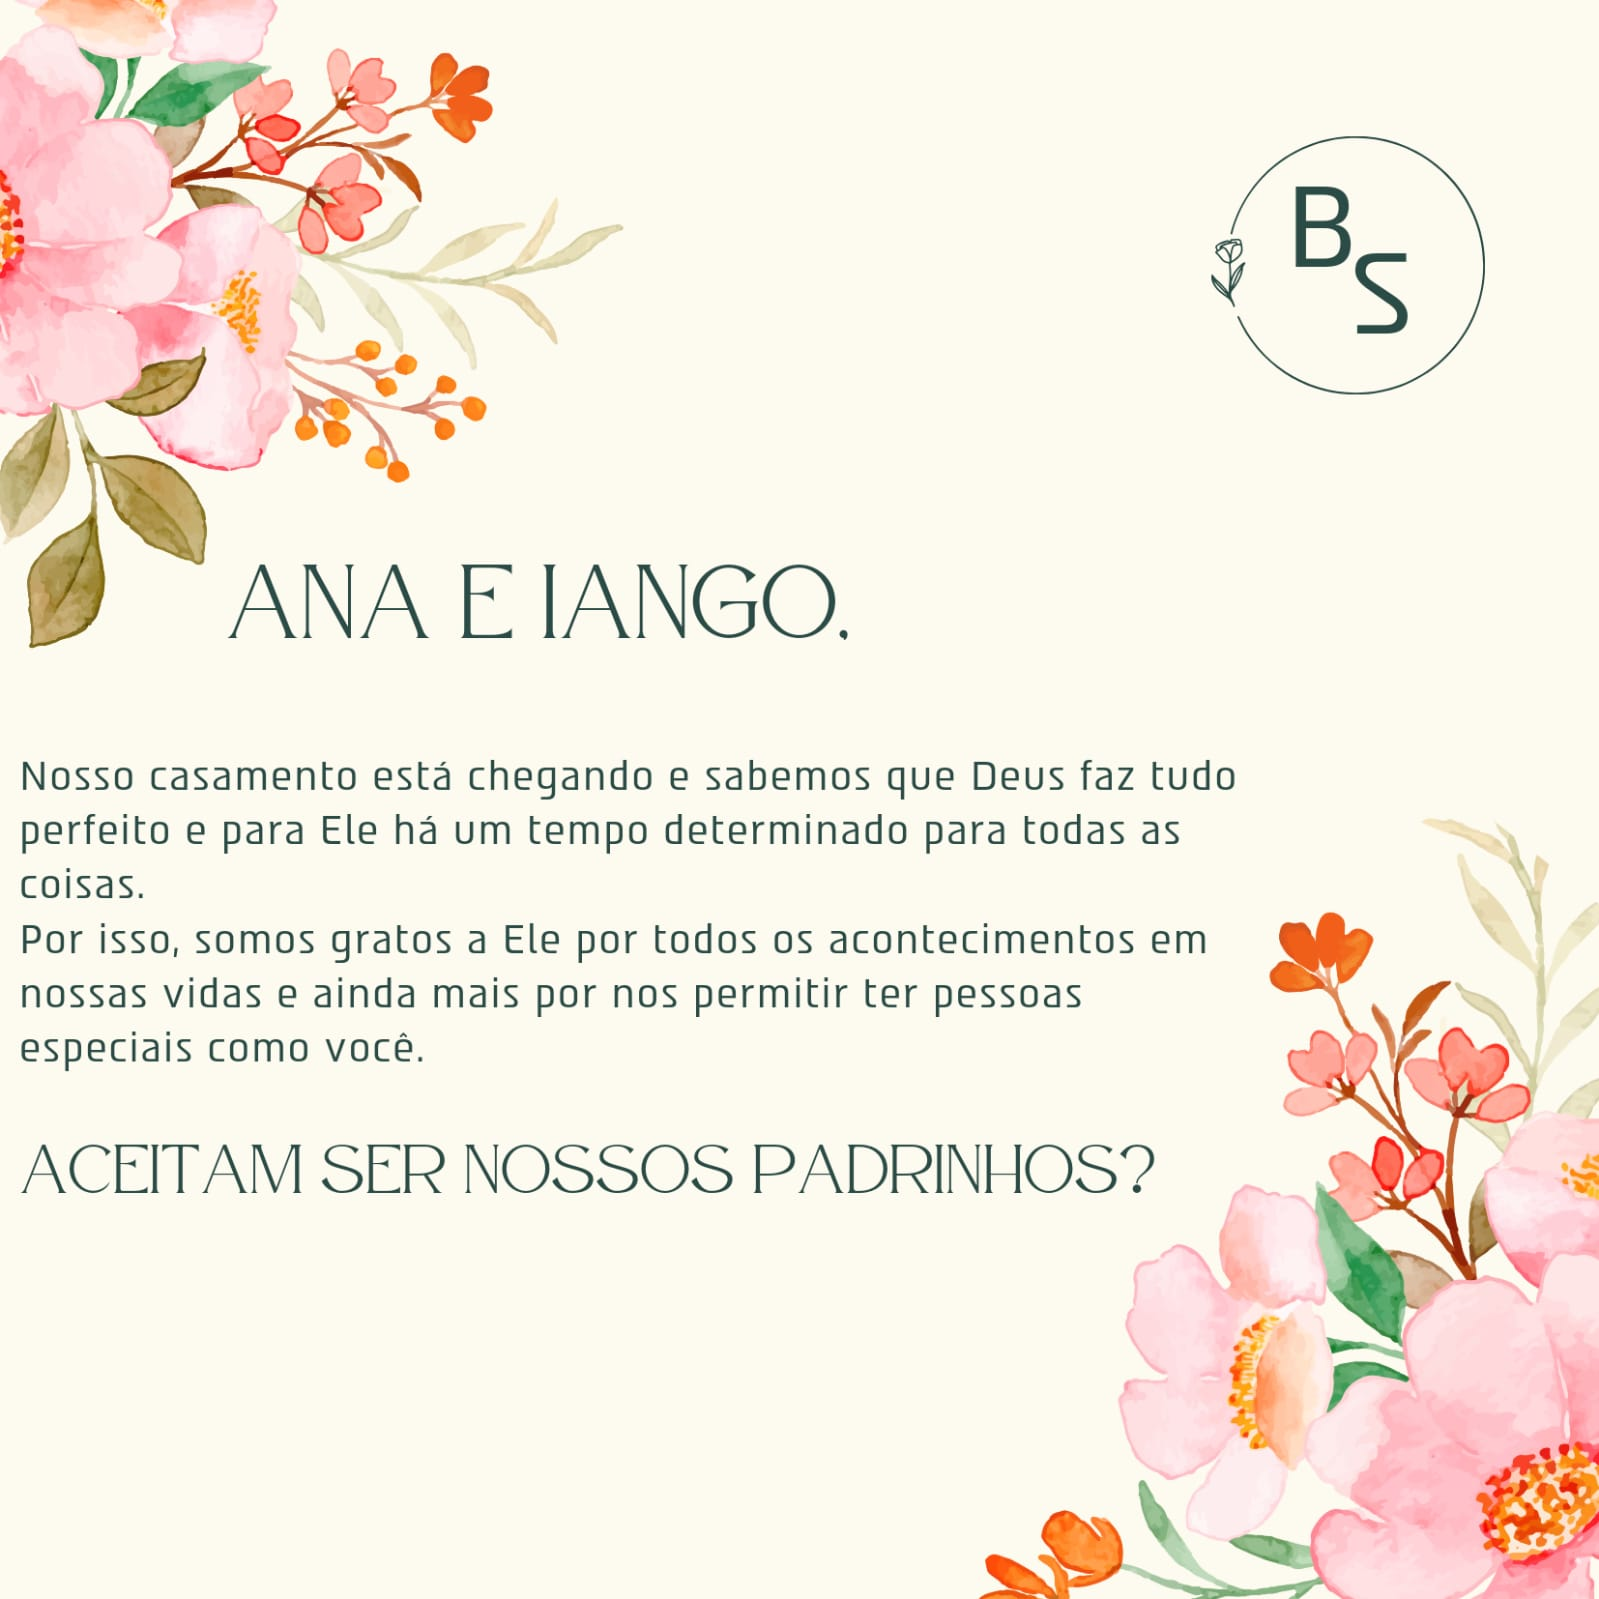 B
S
ANA E IANGO,
Nosso casamento está chegando e sabemos que Deus faz tudo
perfeito e para Ele há um tempo determinado para todas as
coisas.
Por isso, somos gratos a Ele por todos os acontecimentos em
nossas vidas e ainda mais por nos permitir ter pessoas
especiais como você.
ACEITAM SER NOSSOS PADRINHOS?